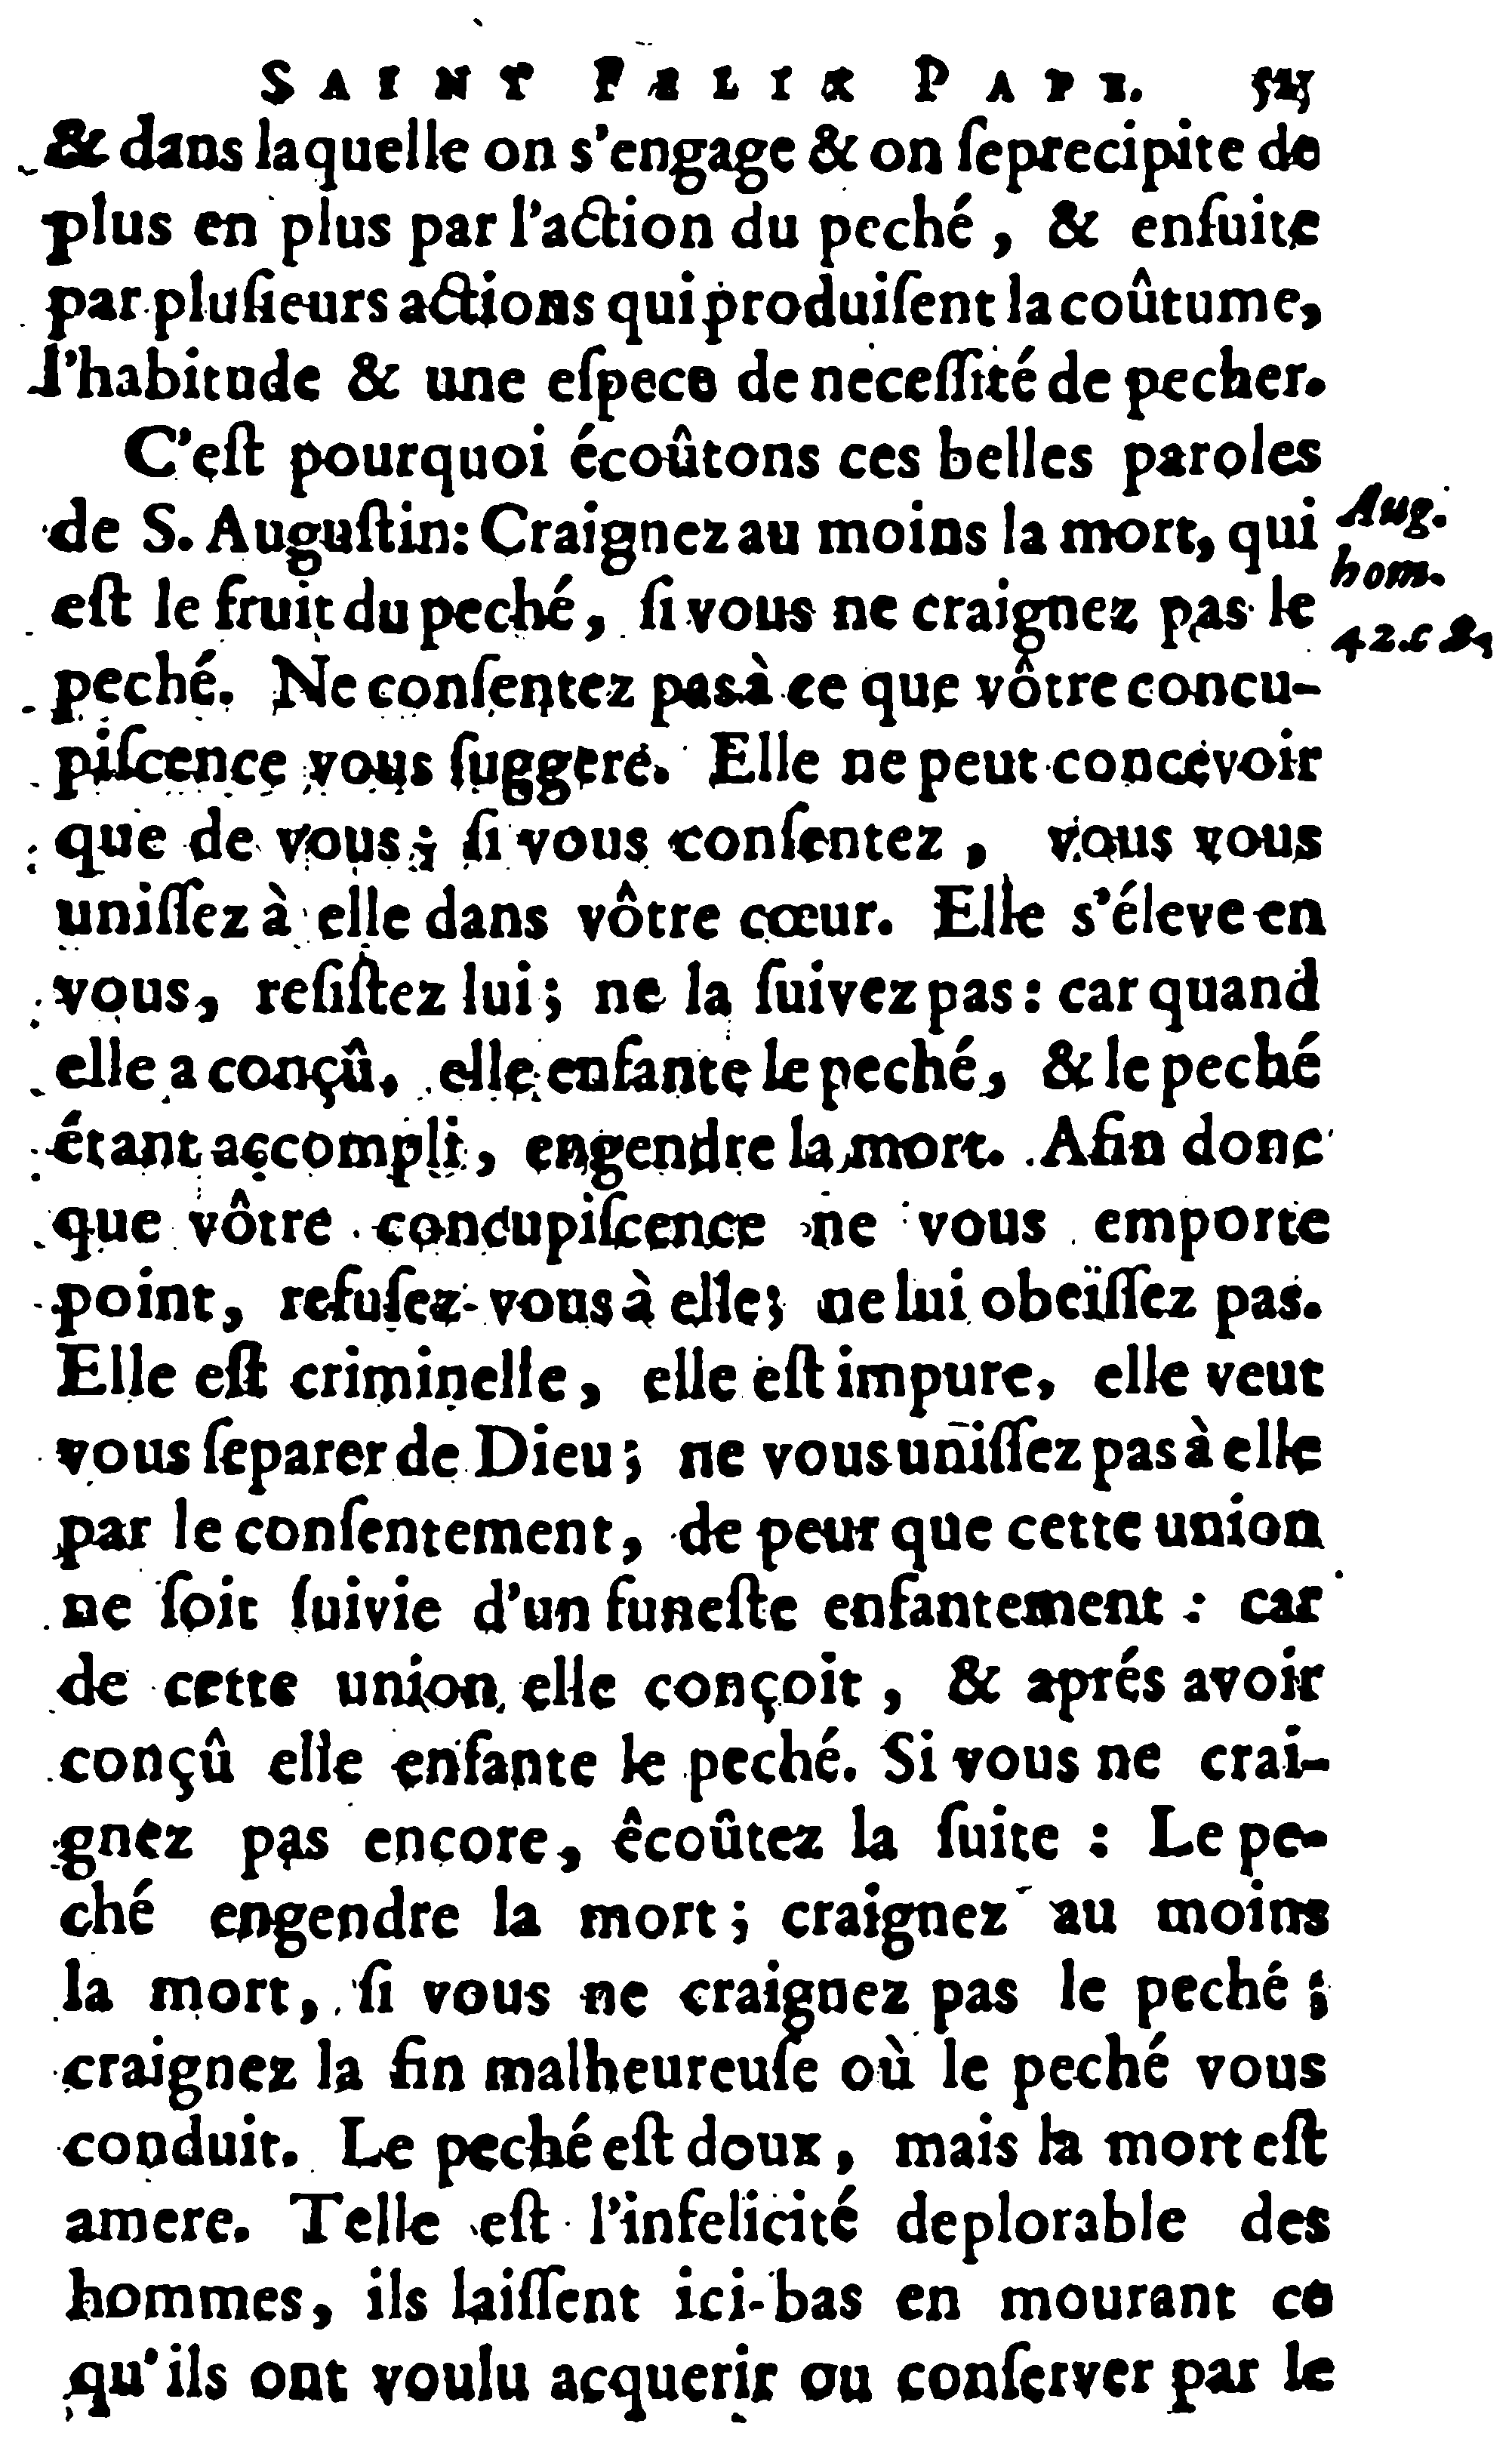 SAINT FELIX PAPE.
& dans laquelle on s'engage & on ſe precipite de
plus en plus par l'action du peché, & enſuite
par pluſieurs actions qui produiſent la coûtume,
l'habitude & une eſpece de neceſſité de pecher.
C'eſt pourquoi écoûtons ces belles paroles
de S. Auguſtin: Craignez au moins la mort, qui
Aug.
eſt le fruit du peché, ſi vous ne craignez pas le
hom.
42.
peché. Ne conſentez pas à ce que vôtre concu-
piſcence vous ſuggere. Elle ne peut concevoir
que de vous; ſi vous conſentez, vous vous
uniſſez à elle dans vôtre cœur. Elle s'éleve en
vous, reſiſtez lui; ne la ſuivez pas: car quand
elle a conçû, elle enfante le peché, & le peché
étant accompli, engendre la mort. Afin donc
que vôtre concupiſcence ne vous emporte
point, refuſez-vous à elle; ne lui obeïſſez pas.
Elle eſt criminelle, elle eſt impure, elle veut
vous ſeparer de Dieu; ne vous uniſſez pas à elle
par le conſentement, de peur que cette union
ne ſoit ſuivie d'un funeſte enfantement: car
de cette union elle conçoit, & aprés avoir
conçû elle enfante le peché. Si vous ne crai-
gnez pas encore, êcoûtez la ſuite: Le pe-
ché engendre la mort; craignez au moins
la mort, ſi vous ne craignez pas le peché;
craignez la fin malheureuſe où le peché vous
conduit. Le peché eſt doux, mais la mort eſt
amere. Telle eſt l'infelicité deplorable des
hommes, ils laiſſent ici-bas en mourant ce
qu'ils ont voulu acquerir ou conſerver par le